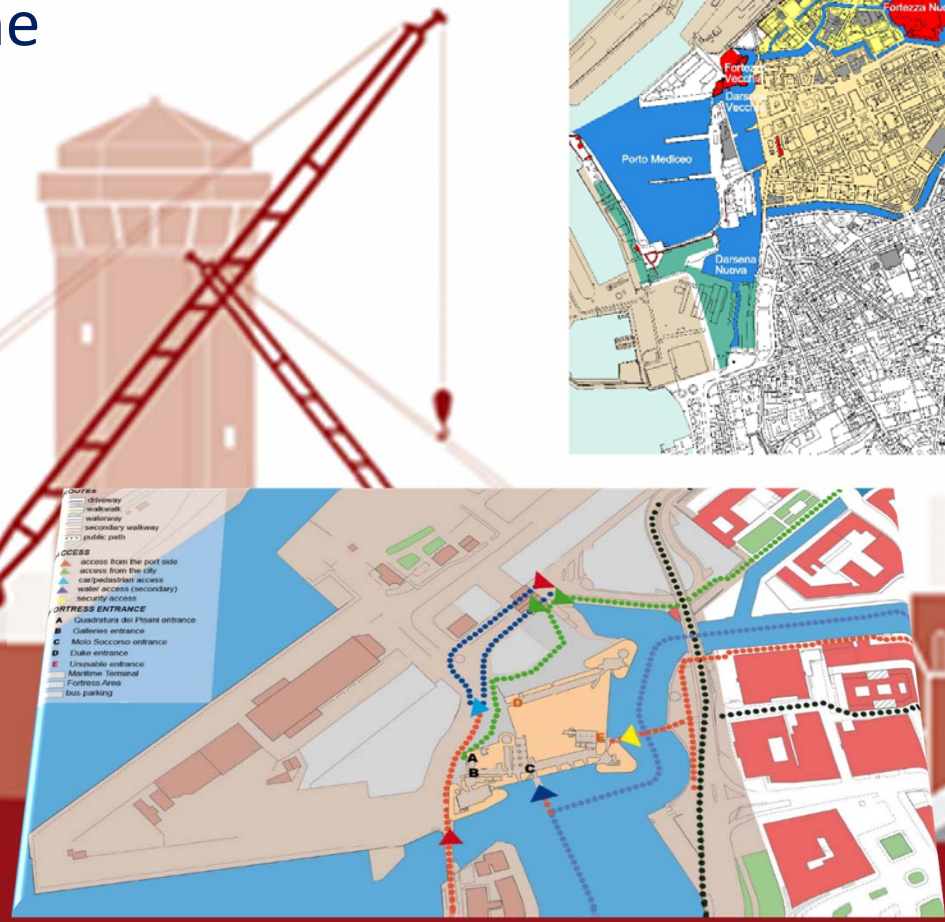 ne
Fortezza Nu
Fortezza
Vecchia
Darsena
Vecchia
Porto Mediceo
Darsena
Nuova
ROUTES
driveway
walkwalk
waterway
secondary walkway
public path
ACCESS
access from the port side
access from the city
car/pedestrian access
water access (secondary)
security access
FORTRESS ENTRANCE
A Quadratura dei Pisani entrance
B Galleries entrance
C Molo Soccorso entrance
D Duke entrance
E Unusable entrance
Maritime Terminal
Fortress Area
bus parking
D
E
A
B
C